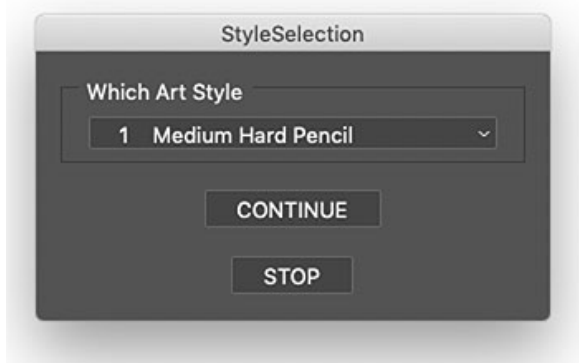 StyleSelection
Which Art Style
1 Medium Hard Pencil
CONTINUE
STOP